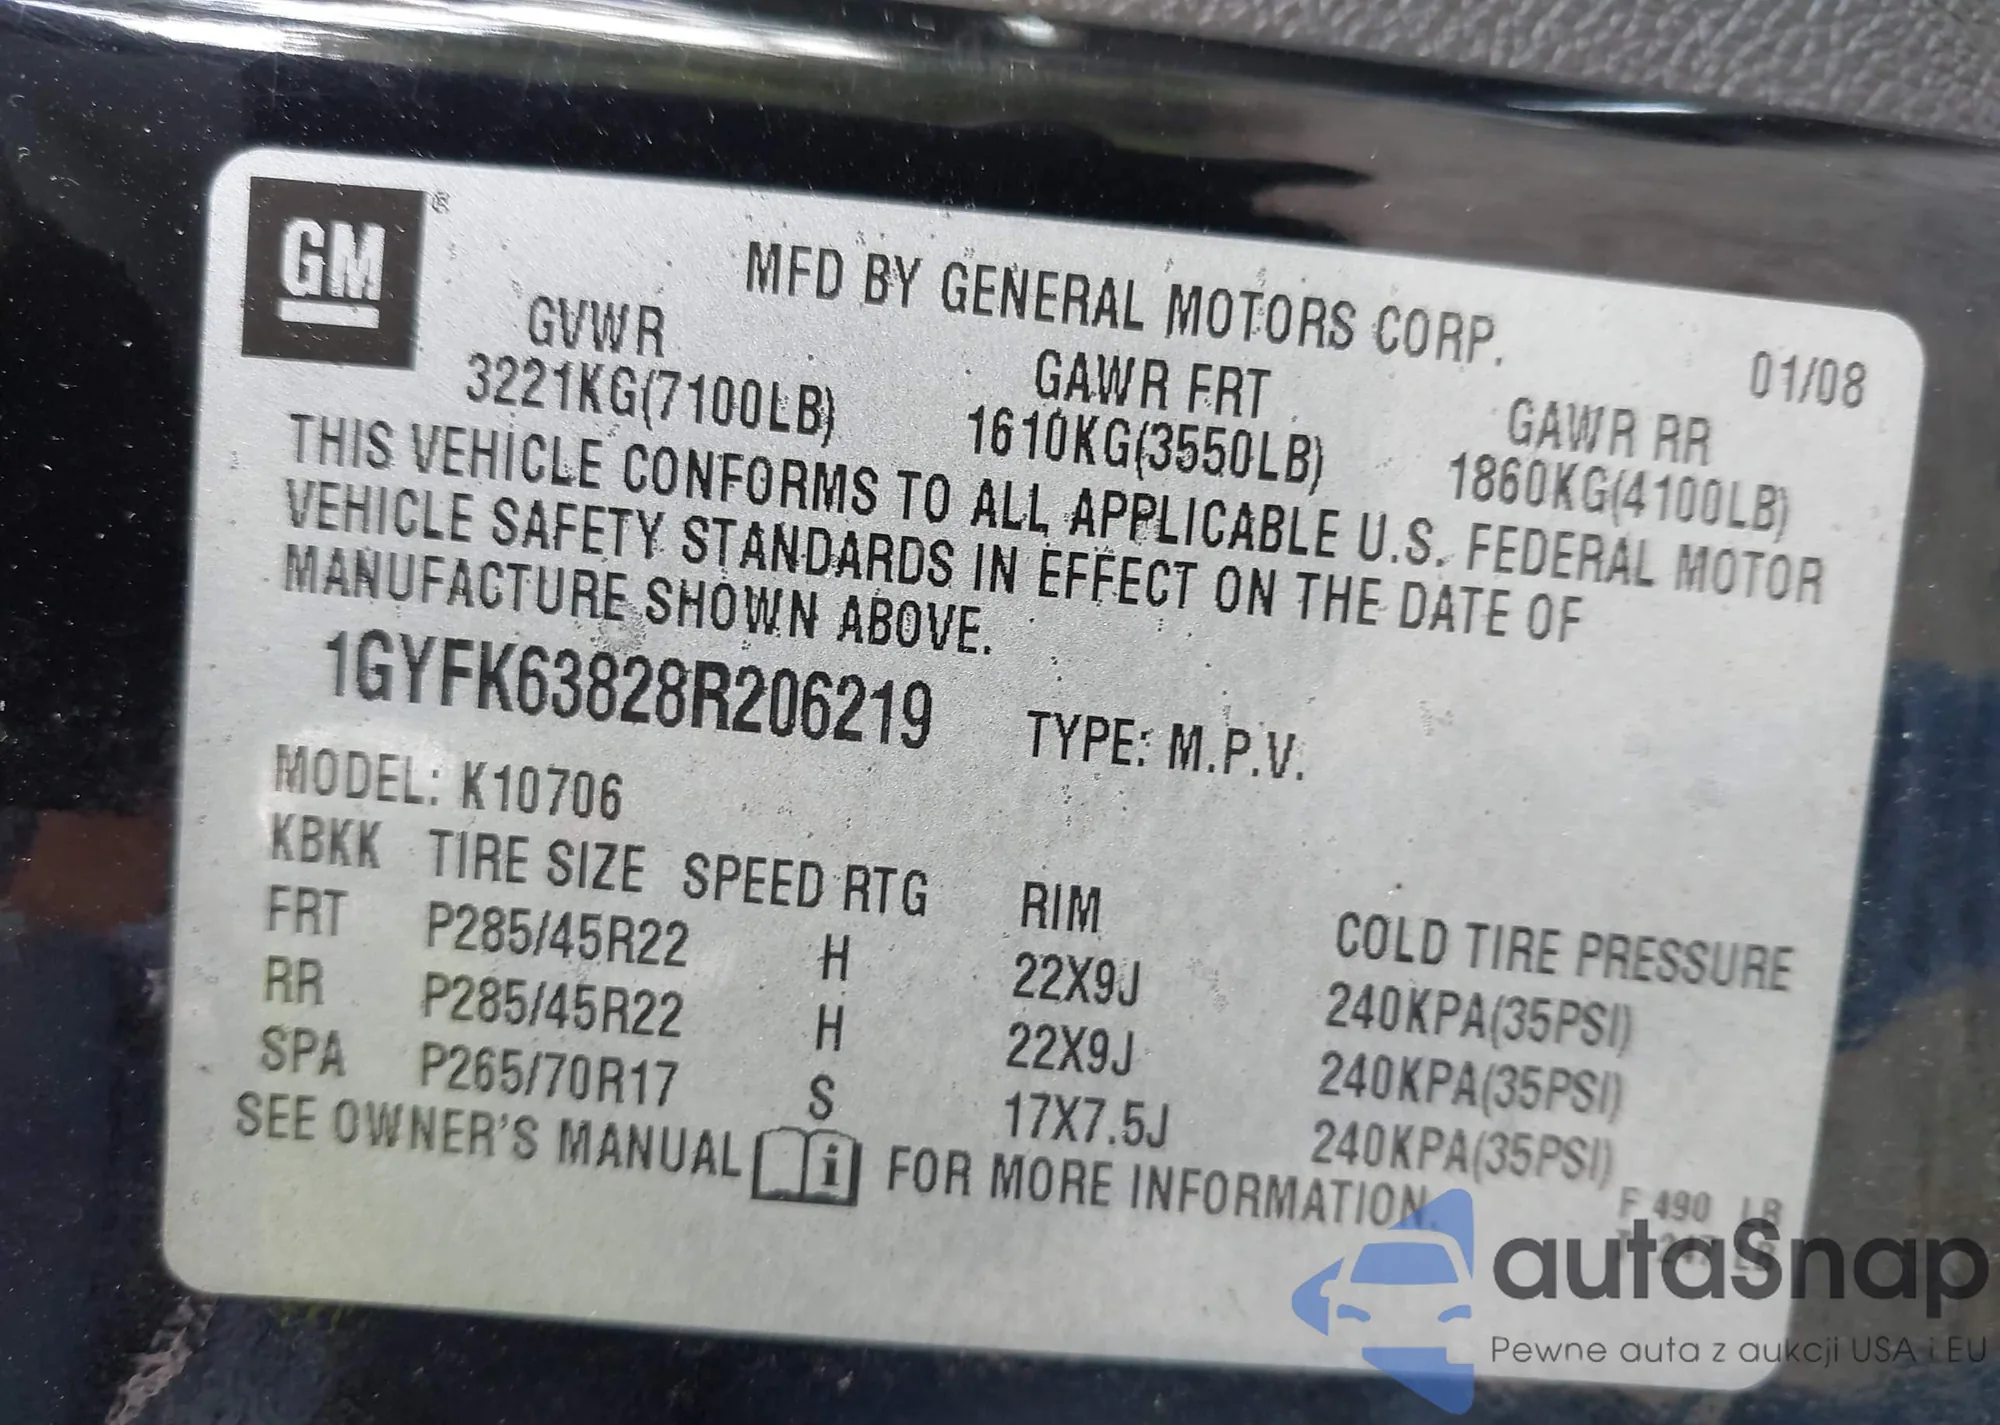 GM ®
MFD BY GENERAL MOTORS CORP. 01/08
GVWR GAWR FRT GAWR RR
3221KG(7100LB) 1610KG(3550LB) 1860KG(4100LB)
THIS VEHICLE CONFORMS TO ALL APPLICABLE U.S. FEDERAL MOTOR
VEHICLE SAFETY STANDARDS IN EFFECT ON THE DATE OF
MANUFACTURE SHOWN ABOVE.
1GYFK63828R206219 TYPE: M.P.V.
MODEL: K10706
KBKK TIRE SIZE SPEED RTG RIM COLD TIRE PRESSURE
FRT P285/45R22 H 22X9J 240KPA(35PSI)
RR P285/45R22 H 22X9J 240KPA(35PSI)
SPA P265/70R17 S 17X7.5J 240KPA(35PSI)
SEE OWNER'S MANUAL i FOR MORE INFORMATION.
F 490 LB
247 LB
autaSnap
Pewne auta z aukcji USA i EU